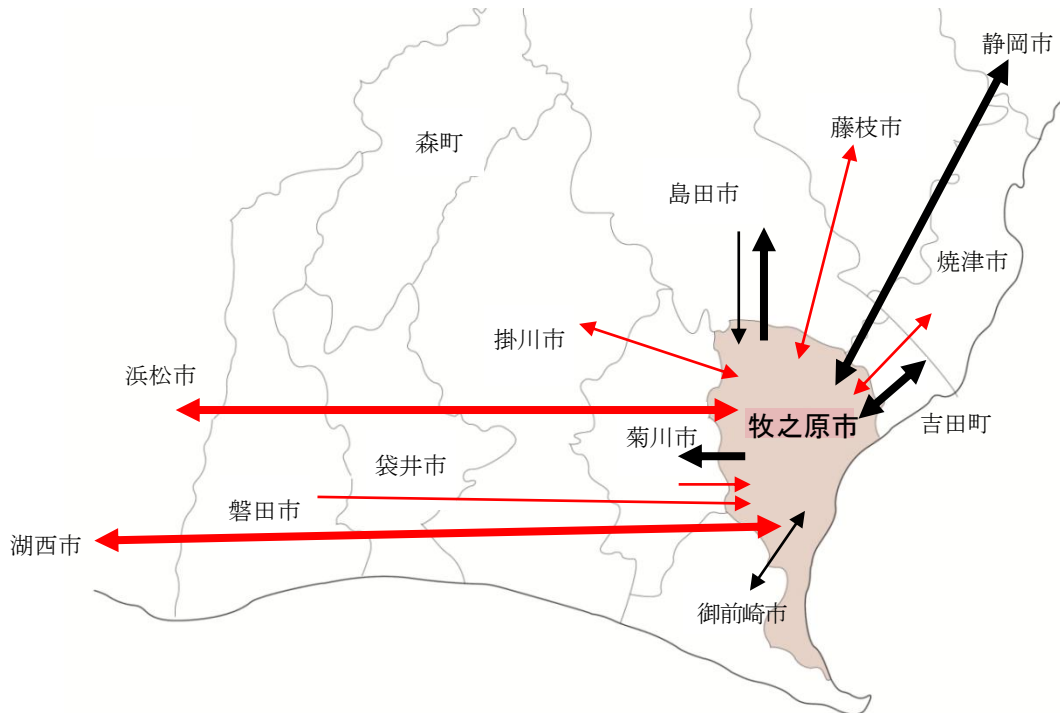 静岡市
藤枝市
森町
島田市
焼津市
掛川市
浜松市
牧之原市
吉田町
菊川市
袋井市
磐田市
湖西市
御前崎市